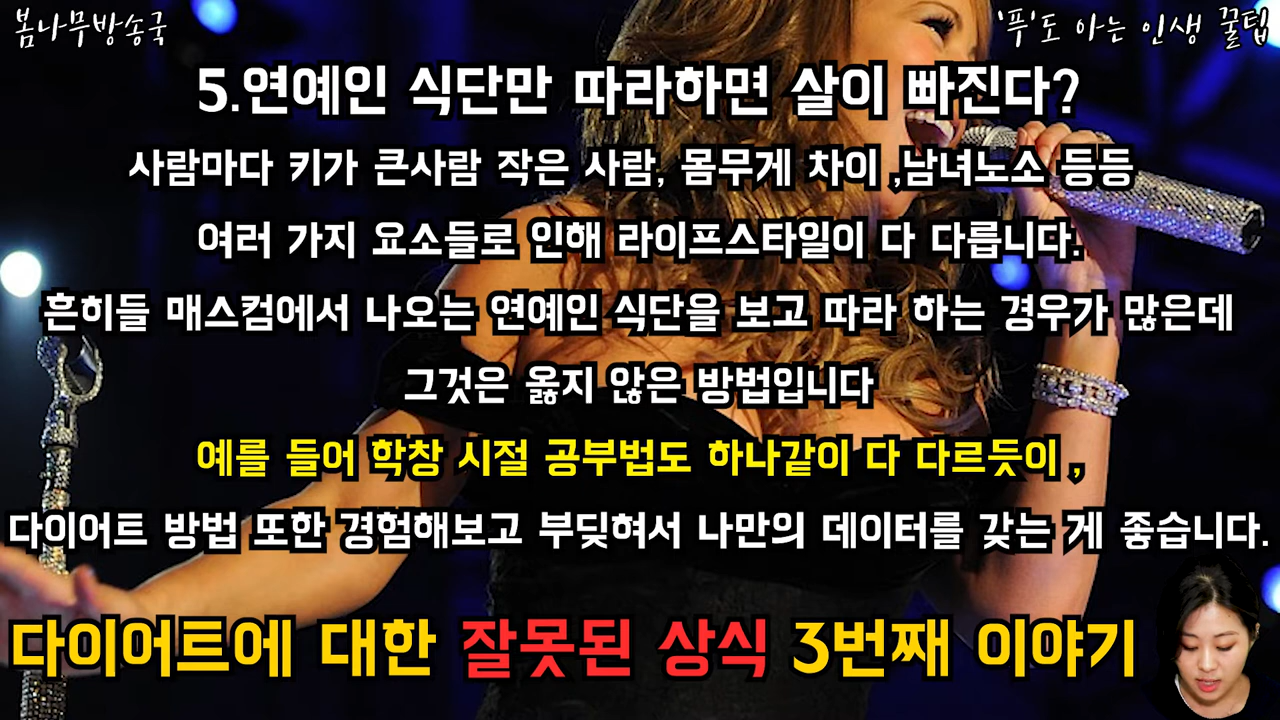 봄나무방송국
'푸'도 아는 인생 꿀팁
5.연예인 식단만 따라하면 살이 빠진다?
사람마다 키가 큰사람 작은 사람, 몸무게 차이 ,남녀노소 등등
여러 가지 요소들로 인해 라이프스타일이 다 다릅니다.
흔히들 매스컴에서 나오는 연예인 식단을 보고 따라 하는 경우가 많은데
그것은 옳지 않은 방법입니다
예를 들어 학창 시절 공부법도 하나같이 다 다르듯이 ,
다이어트 방법 또한 경험해보고 부딪혀서 나만의 데이터를 갖는 게 좋습니다.
다이어트에 대한 잘못된 상식 3번째 이야기